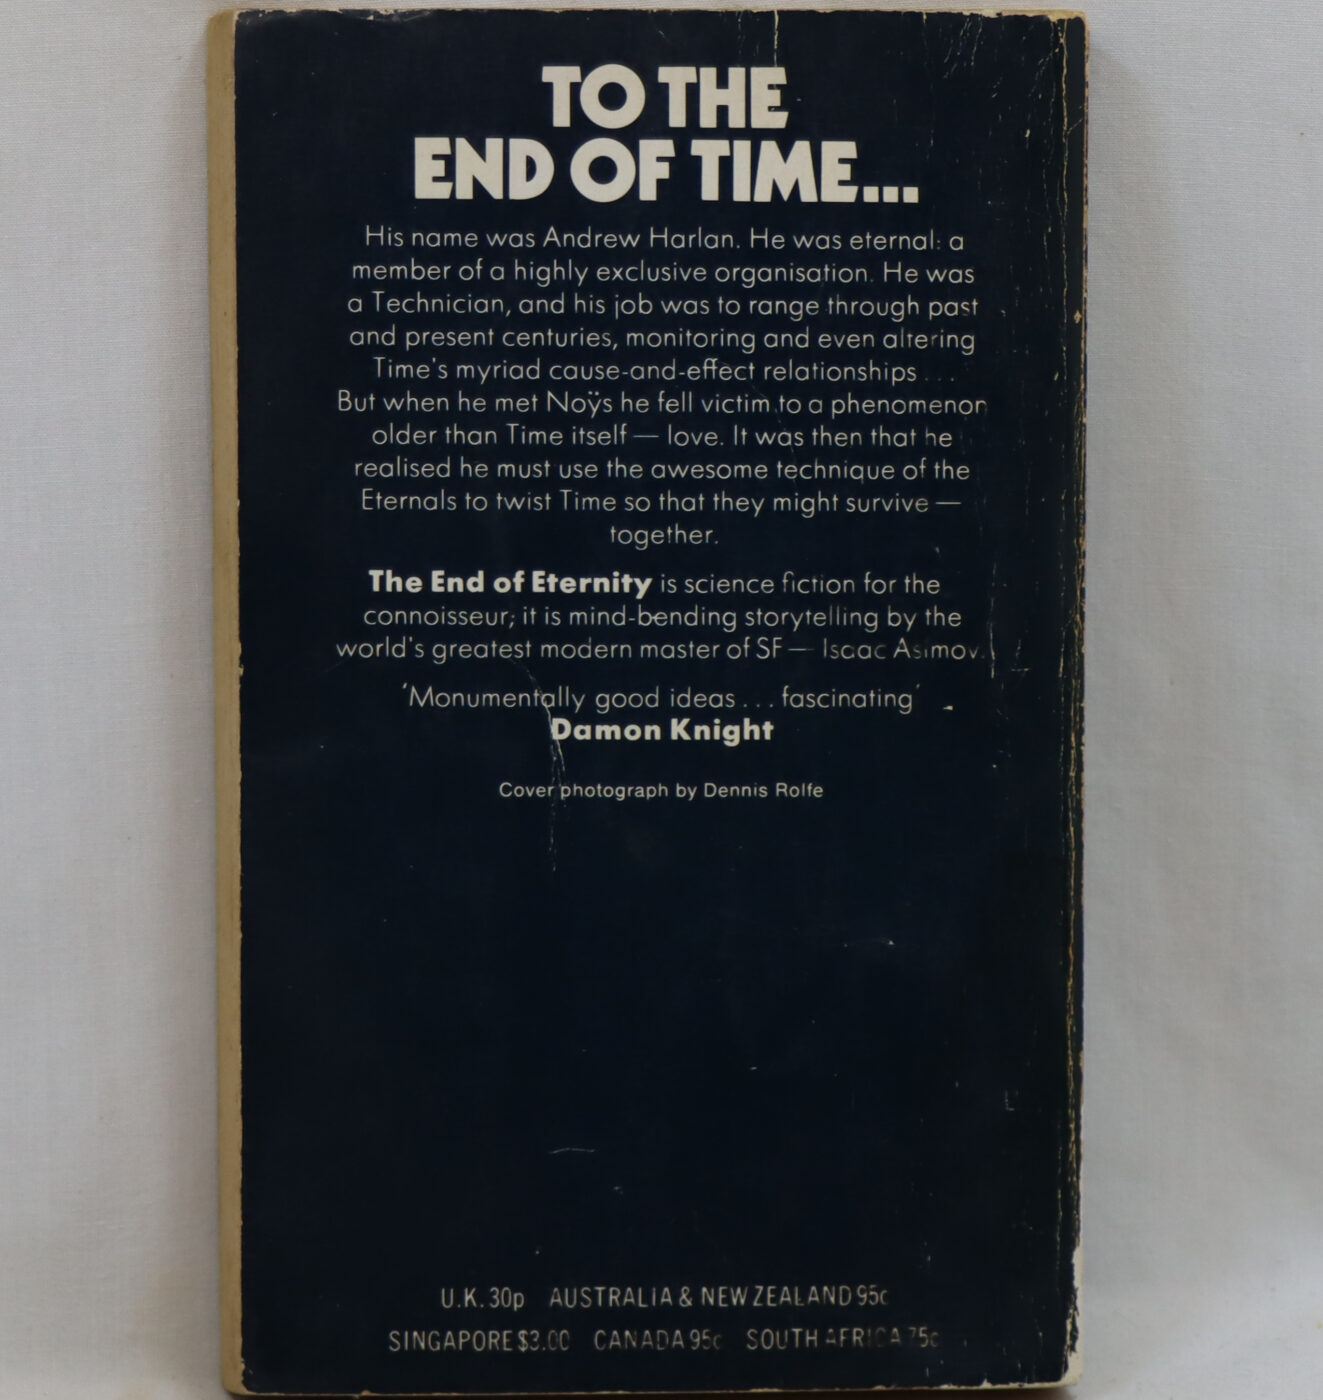 TO THE
END OF TIME...
His name was Andrew Harlan. He was eternal: a
member of a highly exclusive organisation. He was
a Technician, and his job was to range through past
and present centuries, monitoring and even altering
Time's myriad cause-and-effect relationships . . .
But when he met Noÿs he fell victim to a phenomenon
older than Time itself — love. It was then that he
realised he must use the awesome technique of the
Eternals to twist Time so that they might survive —
together.
The End of Eternity is science fiction for the
connoisseur; it is mind-bending storytelling by the
world's greatest modern master of SF — Isaac Asimov.
'Monumentally good ideas . . . fascinating'
Damon Knight
Cover photograph by Dennis Rolfe
U.K. 30p AUSTRALIA & NEW ZEALAND 95c
SINGAPORE $3.00 CANADA 95c SOUTH AFRICA 75c